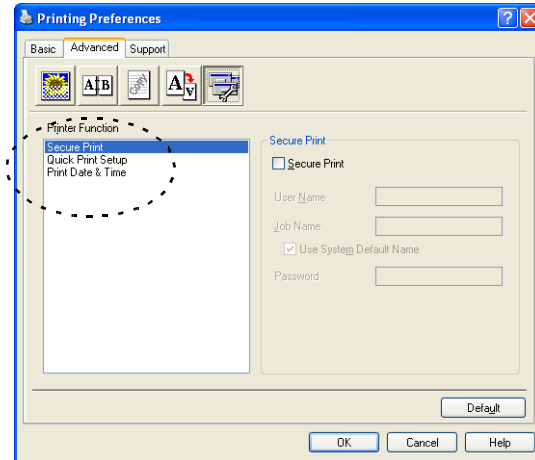 Printing Preferences
Basic Advanced Support
A B
A V
Printer Function
Secure Print
Quick Print Setup
Print Date & Time
Secure Print
Secure Print
User Name
Job Name
Use System Default Name
Password
Default
OK Cancel Help